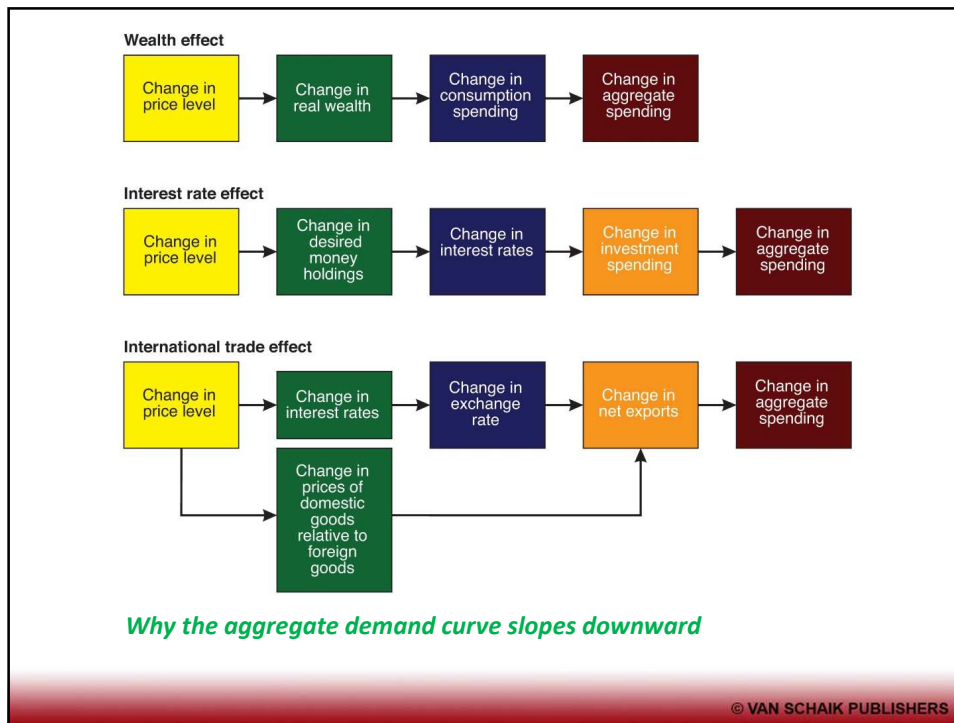 Wealth effect
Change in
price level
Change in
real wealth
Change in
consumption
spending
Change in
aggregate
spending
Interest rate effect
Change in
price level
Change in
desired
money
holdings
Change in
interest rates
Change in
investment
spending
Change in
aggregate
spending
International trade effect
Change in
price level
Change in
interest rates
Change in
exchange
rate
Change in
net exports
Change in
aggregate
spending
Change in
prices of
domestic
goods
relative to
foreign
goods
Why the aggregate demand curve slopes downward
© VAN SCHAIK PUBLISHERS